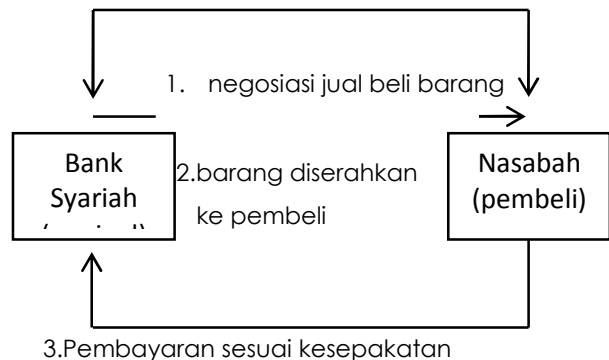 1. negosiasi jual beli barang
Bank
Syariah
2.barang diserahkan
ke pembeli
Nasabah
(pembeli)
3.Pembayaran sesuai kesepakatan